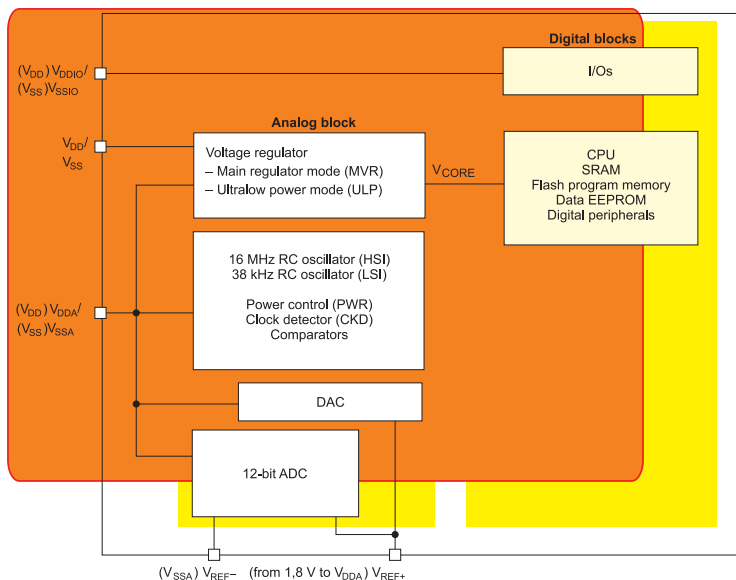 Digital blocks
(VDD) VDDIO/
(VSS)VSSIO
I/Os
Analog block
VDD/
VSS
Voltage regulator
– Main regulator mode (MVR)
– Ultralow power mode (ULP)
VCORE
CPU
SRAM
Flash program memory
Data EEPROM
Digital peripherals
16 MHz RC oscillator (HSI)
38 kHz RC oscillator (LSI)
Power control (PWR)
Clock detector (CKD)
Comparators
(VDD) VDDA/
(VSS)VSSA
DAC
12-bit ADC
(VSSA) VREF–
(from 1,8 V to VDDA) VREF+